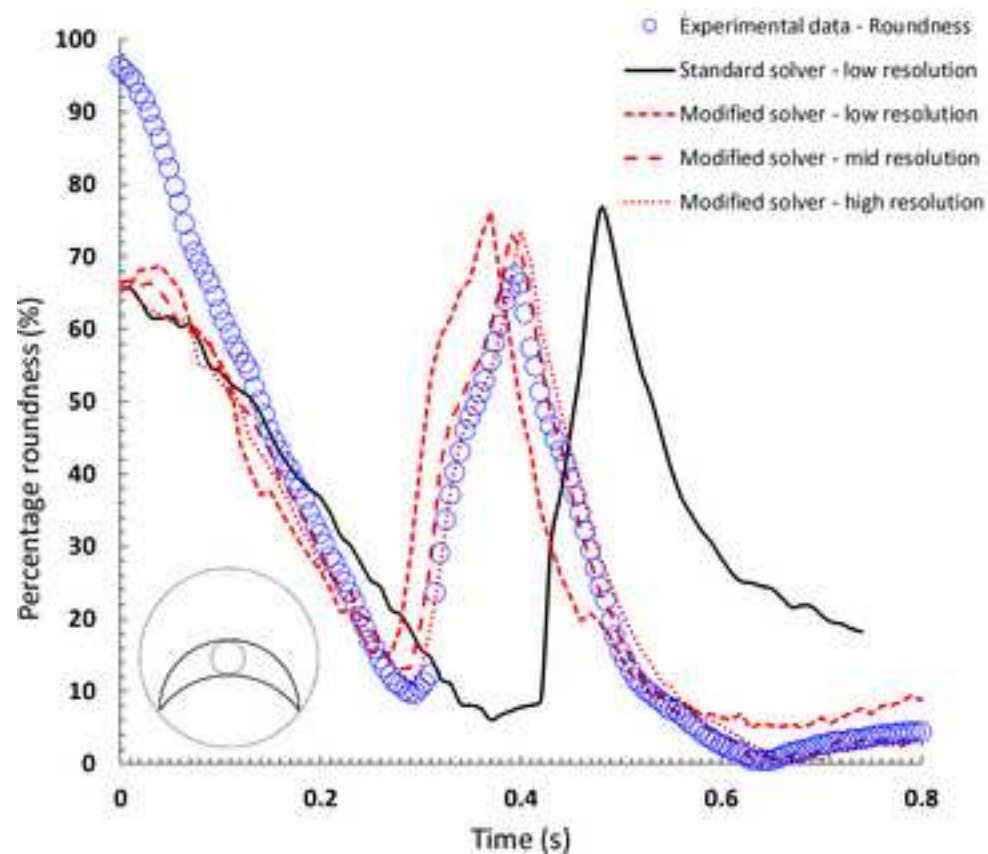 Experimental data - Roundness
Standard solver - low resolution
Modified solver - low resolution
Modified solver - mid resolution
Modified solver - high resolution
100
90
80
70
60
50
40
30
20
10
0
Percentage roundness (%)
0 0.2 0.4 0.6 0.8
Time (s)